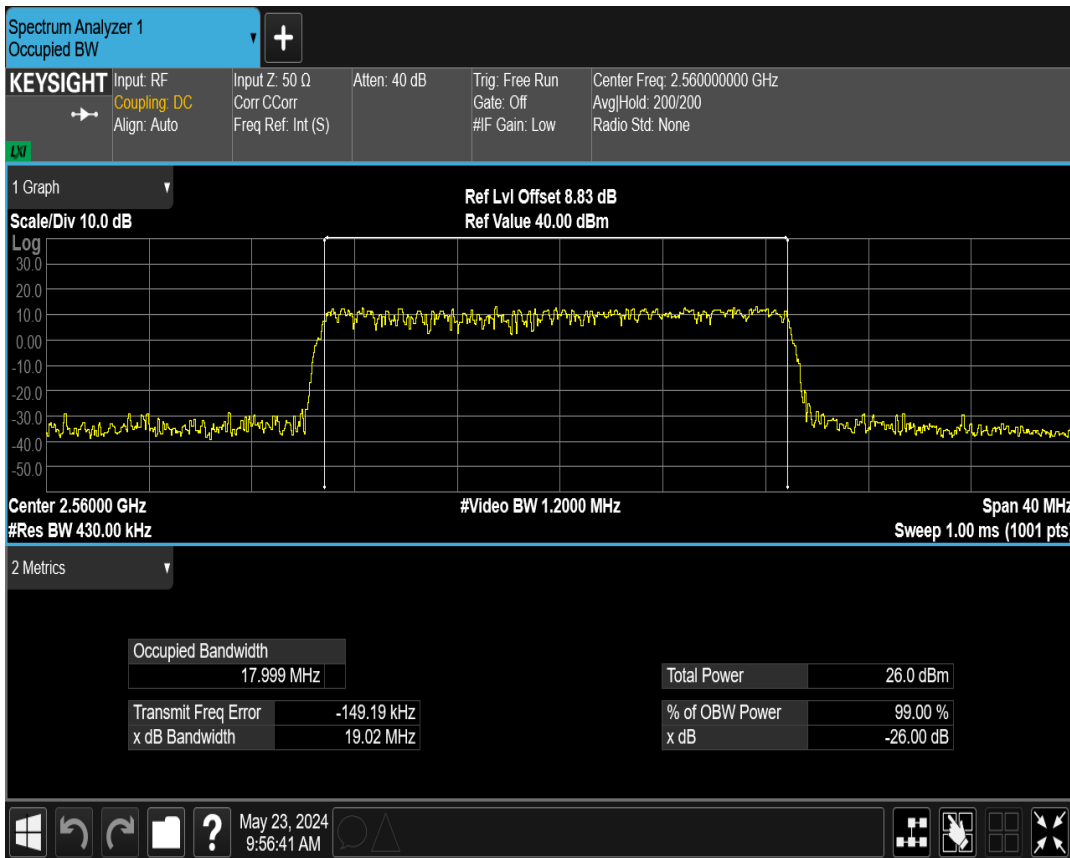 Spectrum Analyzer 1
Occupied BW
KEYSIGHT
LXI
Input: RF
Coupling: DC
Align: Auto
Input Z: 50 Ω
Corr CCorr
Freq Ref: Int (S)
Atten: 40 dB
Trig: Free Run
Gate: Off
#IF Gain: Low
Center Freq: 2.560000000 GHz
Avg|Hold: 200/200
Radio Std: None
1 Graph
Scale/Div 10.0 dB
Ref Lvl Offset 8.83 dB
Ref Value 40.00 dBm
Log
30.0
20.0
10.0
0.00
-10.0
-20.0
-30.0
-40.0
-50.0
Center 2.56000 GHz
#Video BW 1.2000 MHz
Span 40 MHz
#Res BW 430.00 kHz
Sweep 1.00 ms (1001 pts)
2 Metrics
Occupied Bandwidth
17.999 MHz
Total Power 26.0 dBm
Transmit Freq Error -149.19 kHz
% of OBW Power 99.00 %
x dB Bandwidth 19.02 MHz
x dB -26.00 dB
?
May 23, 2024
9:56:41 AM